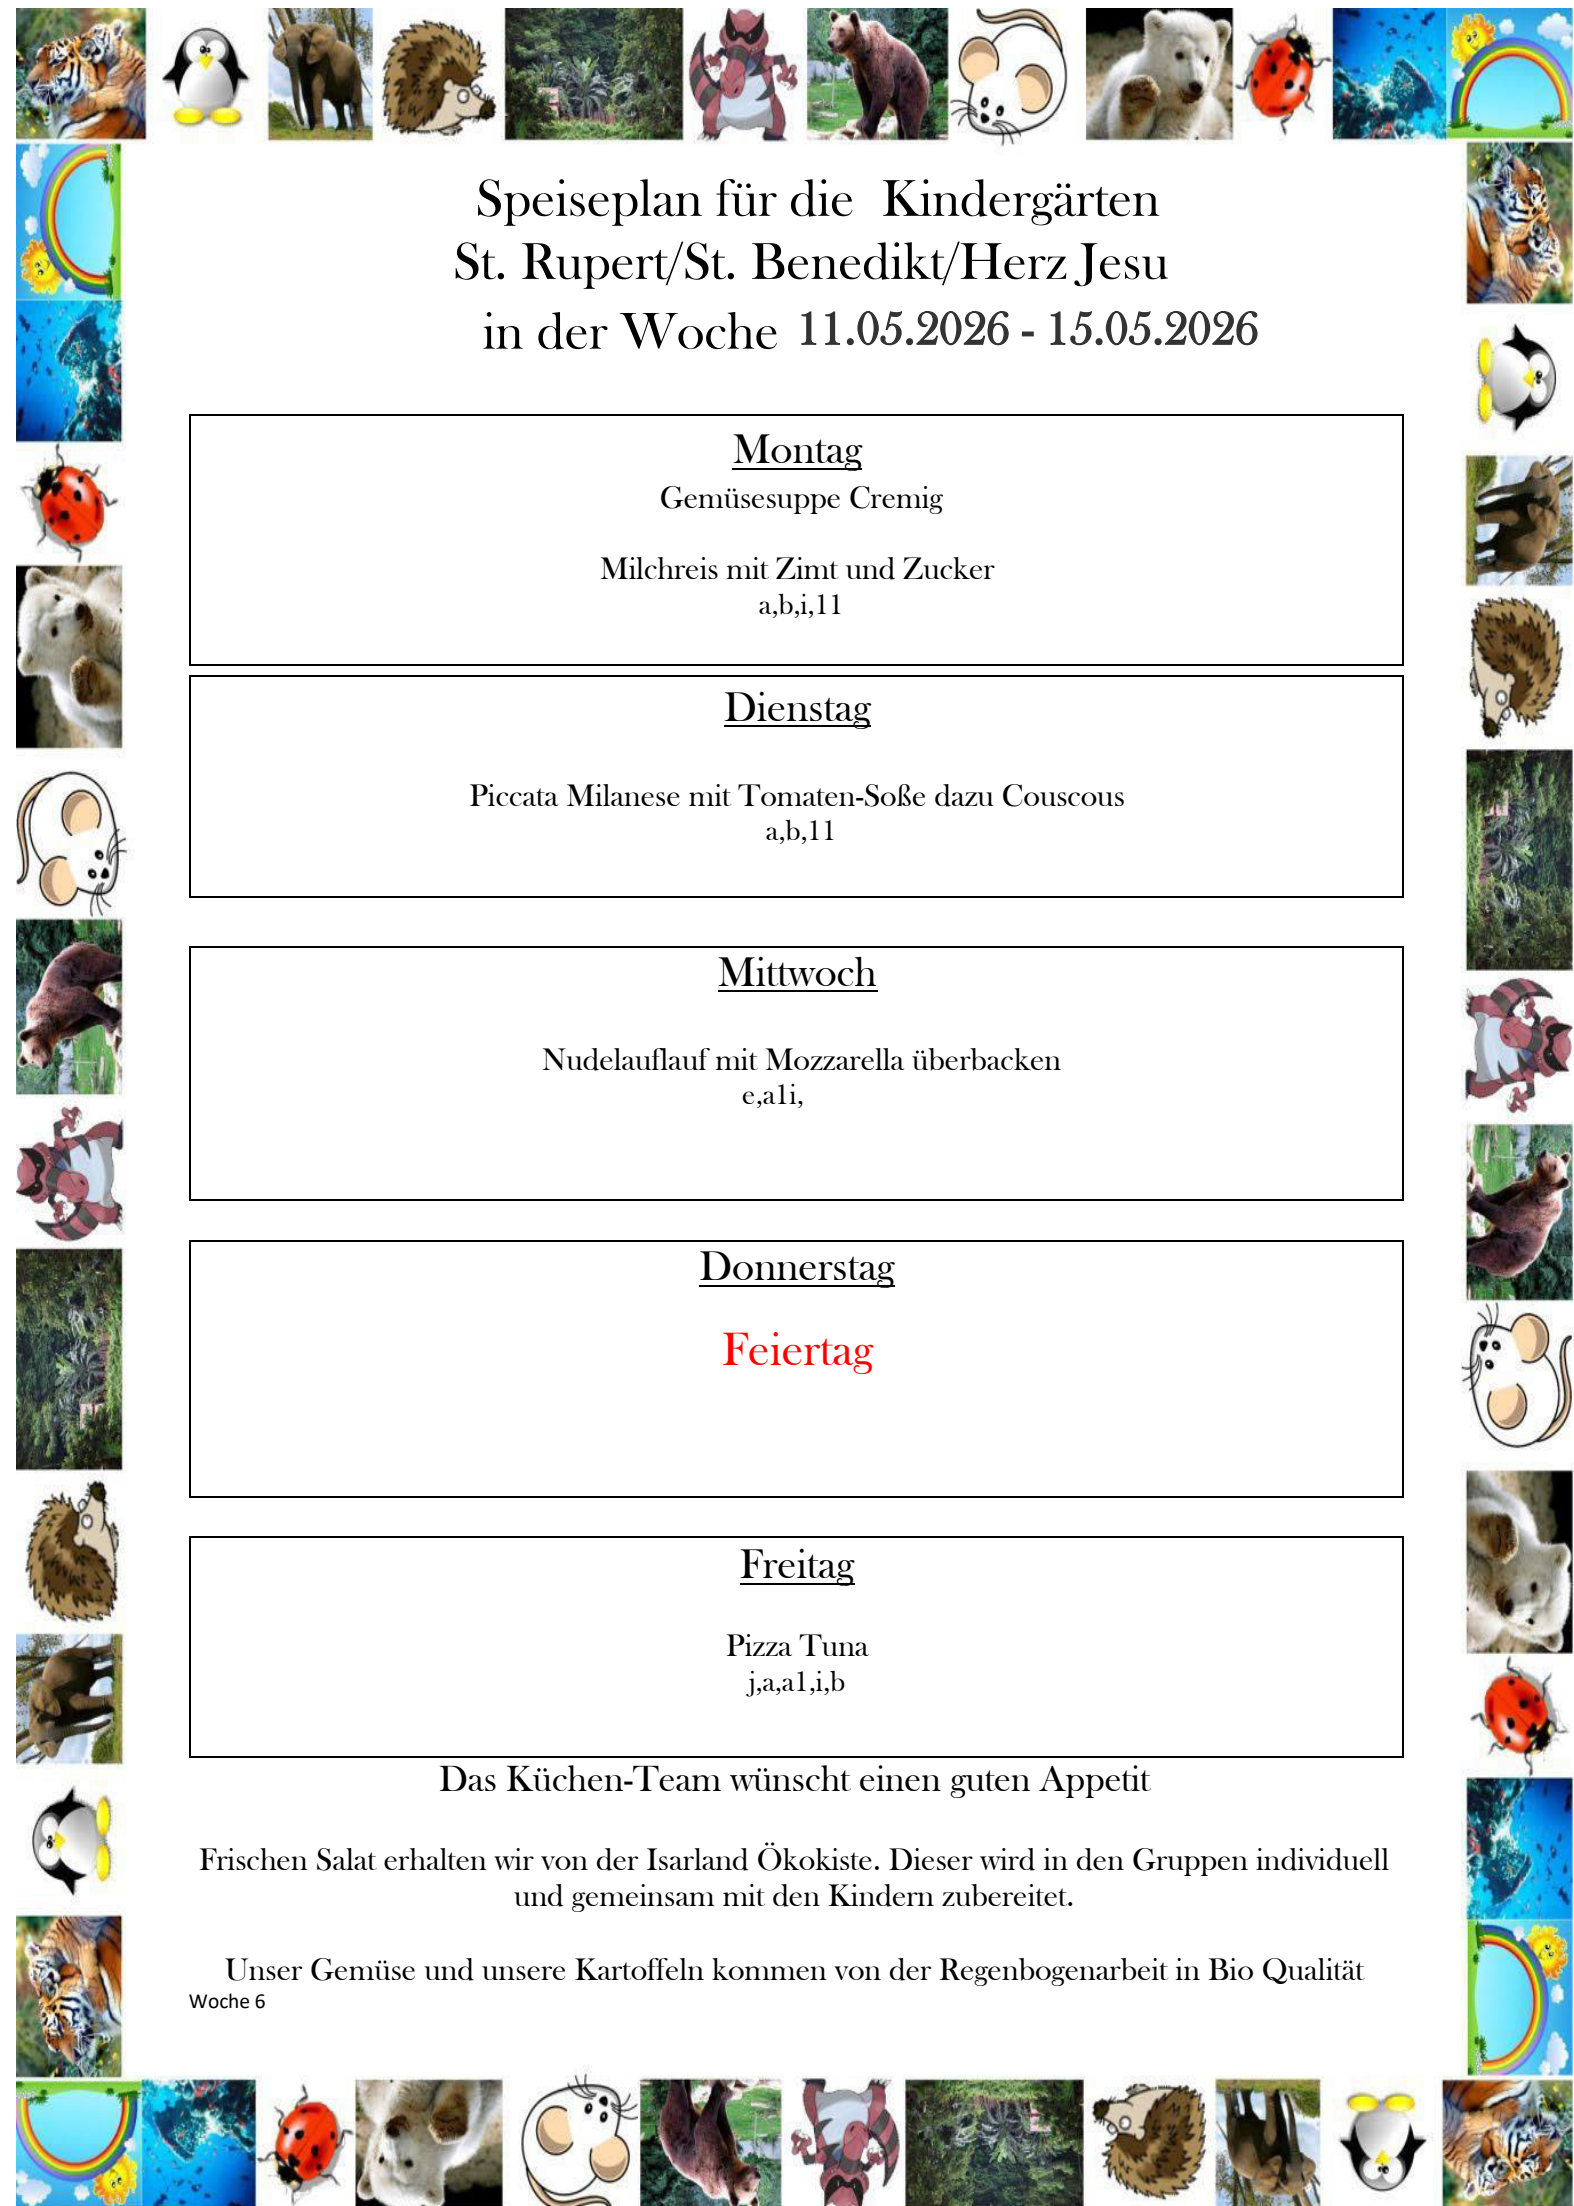 Speiseplan für die Kindergärten
St. Rupert/St. Benedikt/Herz Jesu
in der Woche 11.05.2026 - 15.05.2026
Montag
Gemüsesuppe Cremig
Milchreis mit Zimt und Zucker
a,b,i,11
Dienstag
Piccata Milanese mit Tomaten-Soße dazu Couscous
a,b,11
Mittwoch
Nudelauflauf mit Mozzarella überbacken
e,a1i,
Donnerstag
Feiertag
Freitag
Pizza Tuna
j,a,a1,i,b
Das Küchen-Team wünscht einen guten Appetit
Frischen Salat erhalten wir von der Isarland Ökokiste. Dieser wird in den Gruppen individuell
und gemeinsam mit den Kindern zubereitet.
Unser Gemüse und unsere Kartoffeln kommen von der Regenbogenarbeit in Bio Qualität
Woche 6